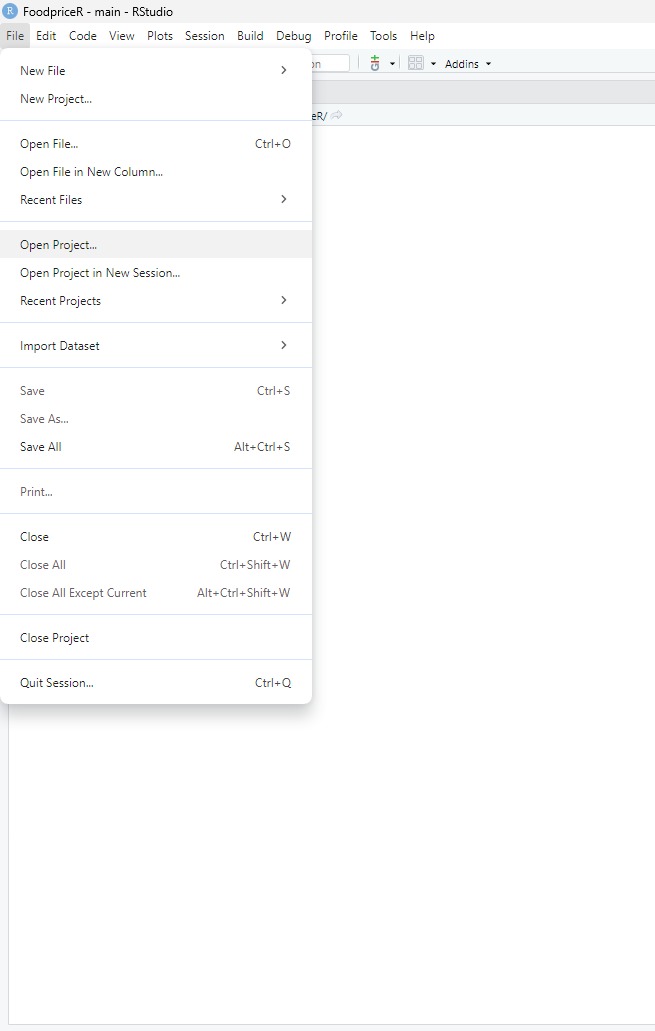 R FoodpriceR - main - RStudio
File Edit Code View Plots Session Build Debug Profile Tools Help
on Addins
New File
New Project...
eR/
Open File... Ctrl+O
Open File in New Column...
Recent Files
Open Project...
Open Project in New Session...
Recent Projects
Import Dataset
Save Ctrl+S
Save As...
Save All Alt+Ctrl+S
Print...
Close Ctrl+W
Close All Ctrl+Shift+W
Close All Except Current Alt+Ctrl+Shift+W
Close Project
Quit Session... Ctrl+Q